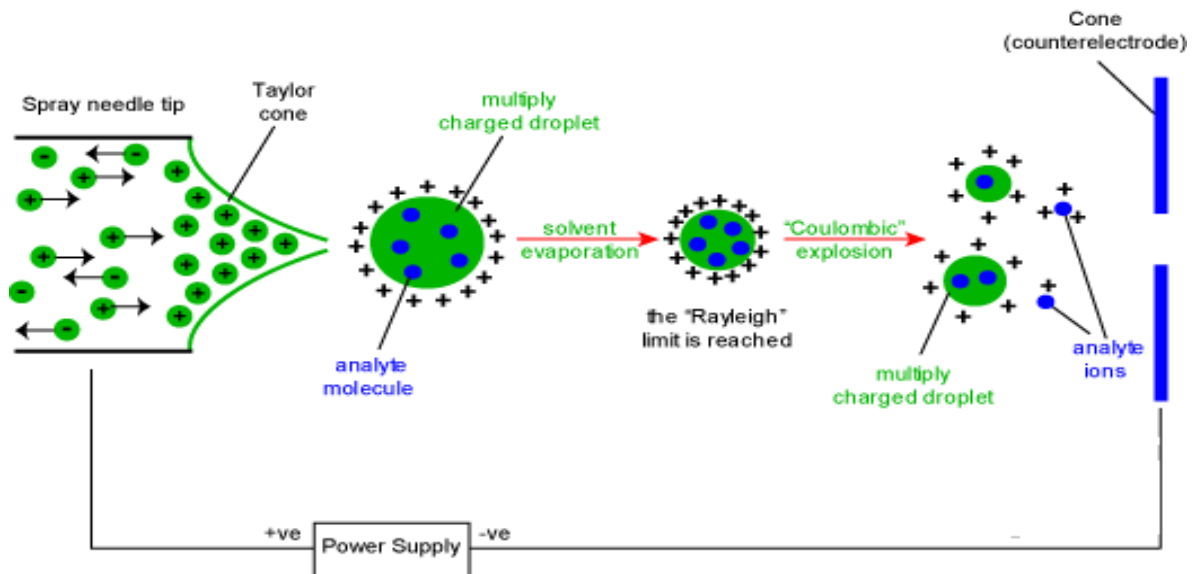 Cone
(counterelectrode)
Spray needle tip
Taylor
cone
multiply
charged droplet
solvent
evaporation
"Coulombic"
explosion
the "Rayleigh"
limit is reached
analyte
molecule
multiply
charged droplet
analyte
ions
+ve
Power Supply
-ve